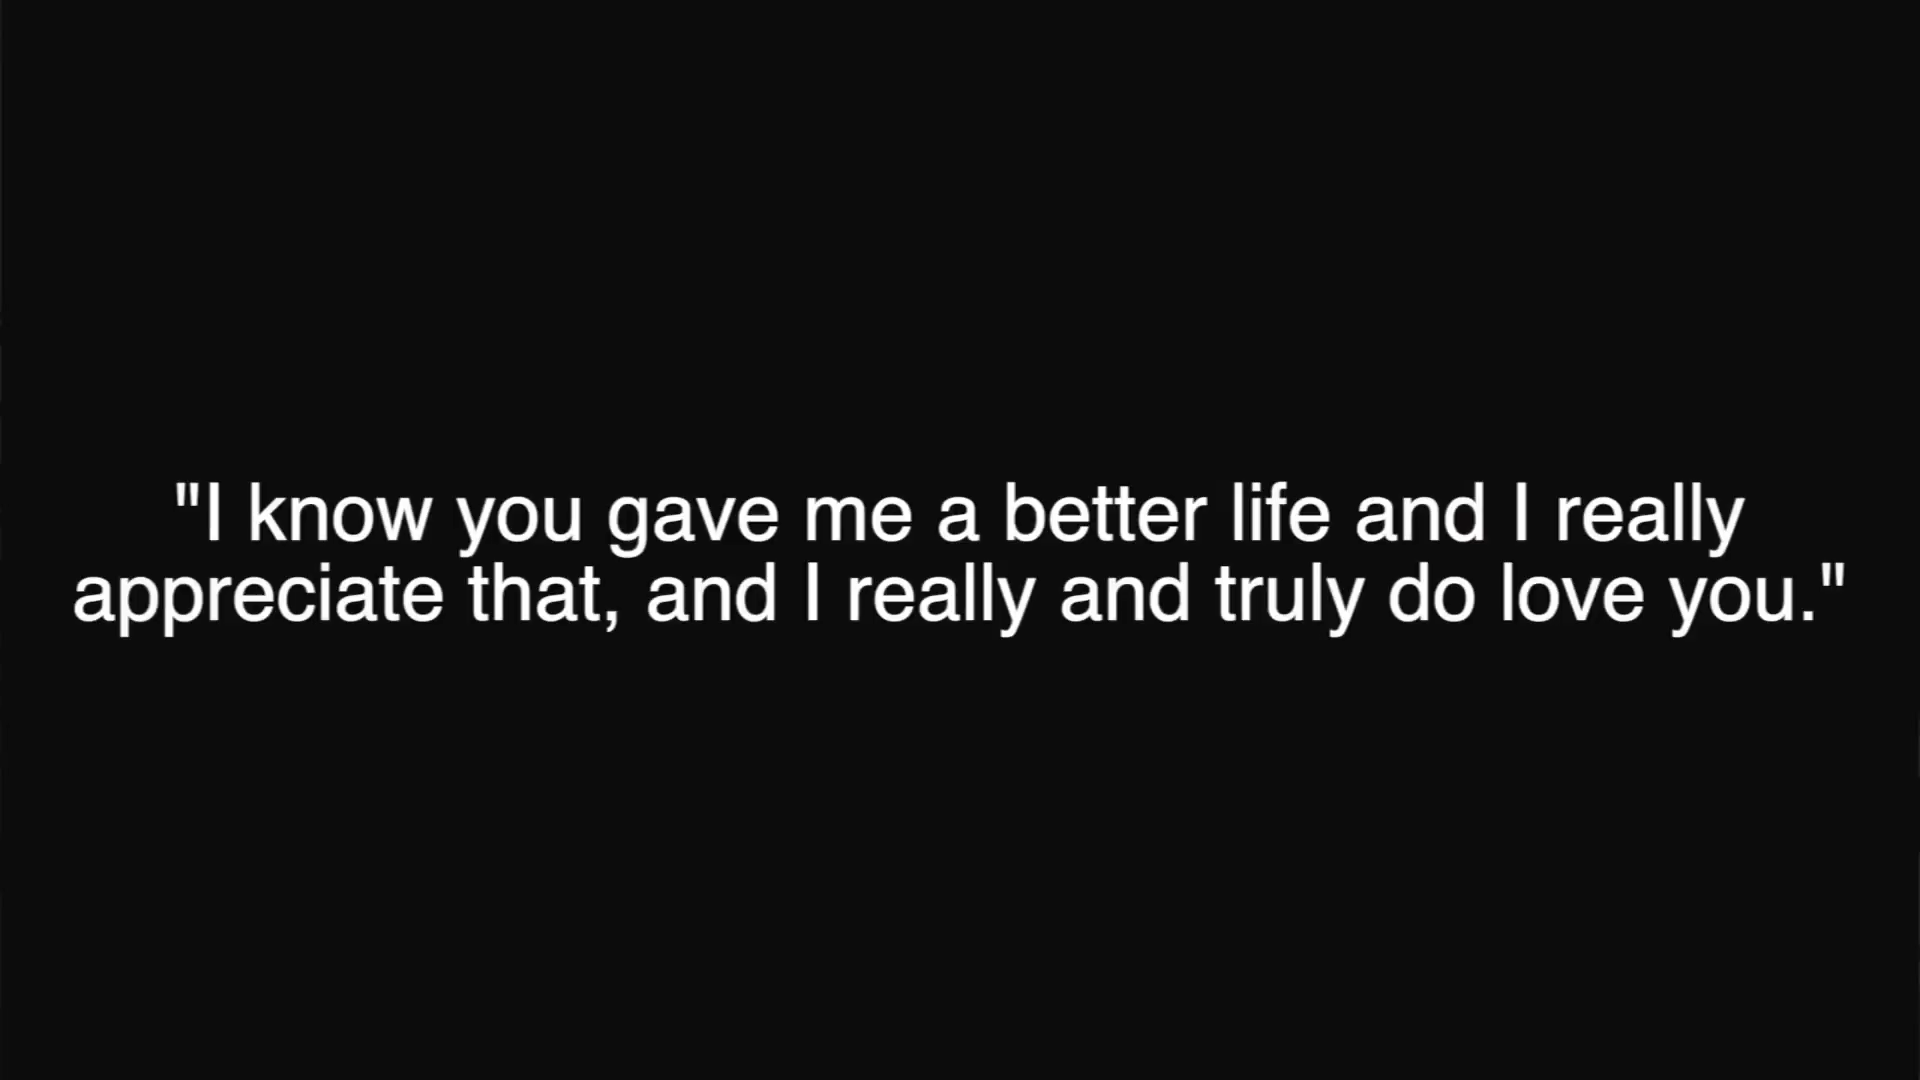 "I know you gave me a better life and I really
appreciate that, and I really and truly do love you."